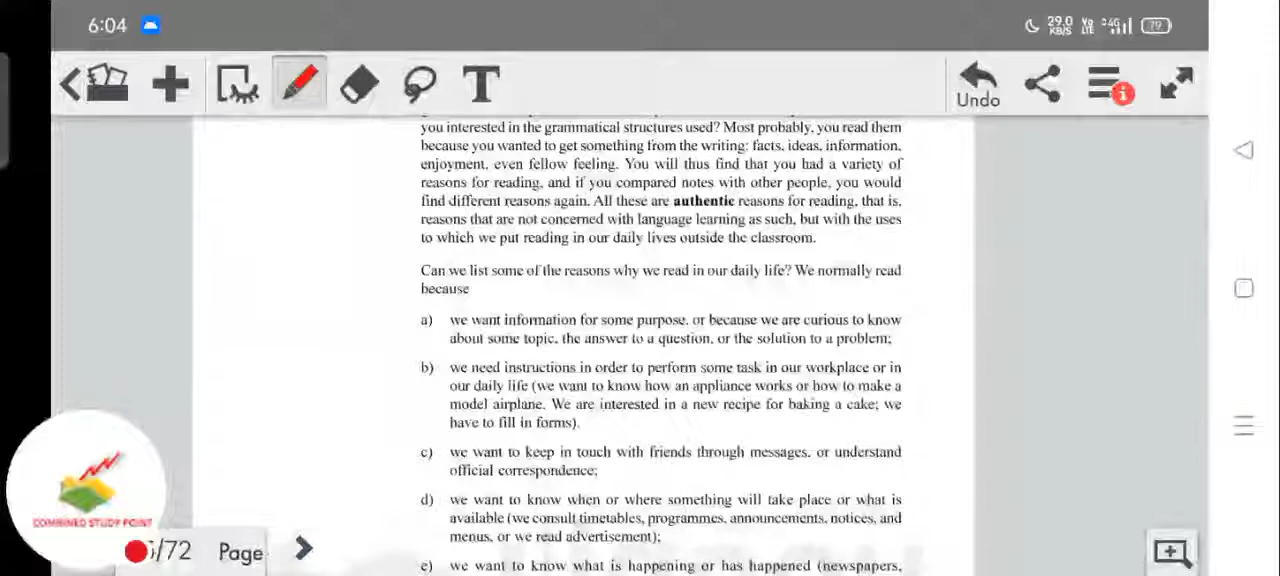 6:04
29.0 KB/S Vo LTE 4G 79
Undo
you interested in the grammatical structures used? Most probably, you read them
because you wanted to get something from the writing: facts, ideas, information,
enjoyment, even fellow feeling. You will thus find that you had a variety of
reasons for reading, and if you compared notes with other people, you would
find different reasons again. All these are authentic reasons for reading, that is,
reasons that are not concerned with language learning as such, but with the uses
to which we put reading in our daily lives outside the classroom.
Can we list some of the reasons why we read in our daily life? We normally read
because
a) we want information for some purpose, or because we are curious to know
about some topic, the answer to a question, or the solution to a problem;
b) we need instructions in order to perform some task in our workplace or in
our daily life (we want to know how an appliance works or how to make a
model airplane. We are interested in a new recipe for baking a cake; we
have to fill in forms).
c) we want to keep in touch with friends through messages, or understand
official correspondence;
d) we want to know when or where something will take place or what is
available (we consult timetables, programmes, announcements, notices, and
menus, or we read advertisement);
e) we want to know what is happening or has happened (newspapers,
COMBINED STUDY POINT
/72 Page